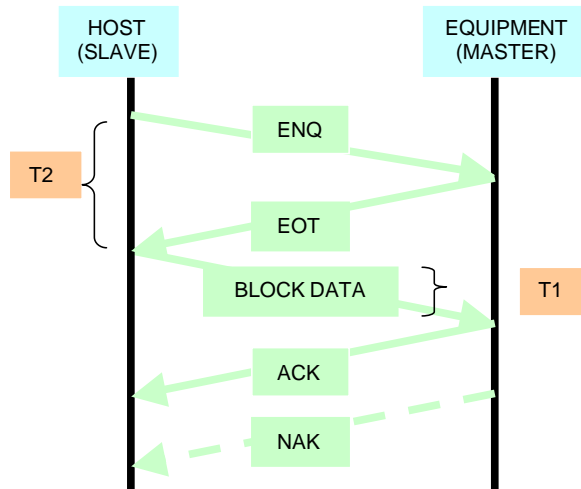 HOST
(SLAVE)
EQUIPMENT
(MASTER)
ENQ
T2
EOT
BLOCK DATA
T1
ACK
NAK